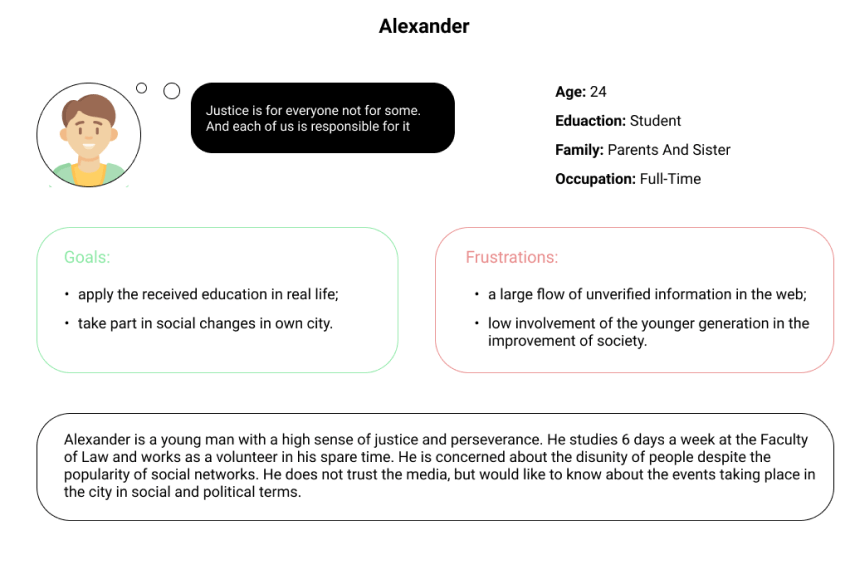 Alexander
Justice is for everyone not for some.
And each of us is responsible for it
Age: 24
Eduaction: Student
Family: Parents And Sister
Occupation: Full-Time
Goals:
• apply the received education in real life;
• take part in social changes in own city.
Frustrations:
• a large flow of unverified information in the web;
• low involvement of the younger generation in the
improvement of society.
Alexander is a young man with a high sense of justice and perseverance. He studies 6 days a week at the Faculty
of Law and works as a volunteer in his spare time. He is concerned about the disunity of people despite the
popularity of social networks. He does not trust the media, but would like to know about the events taking place in
the city in social and political terms.